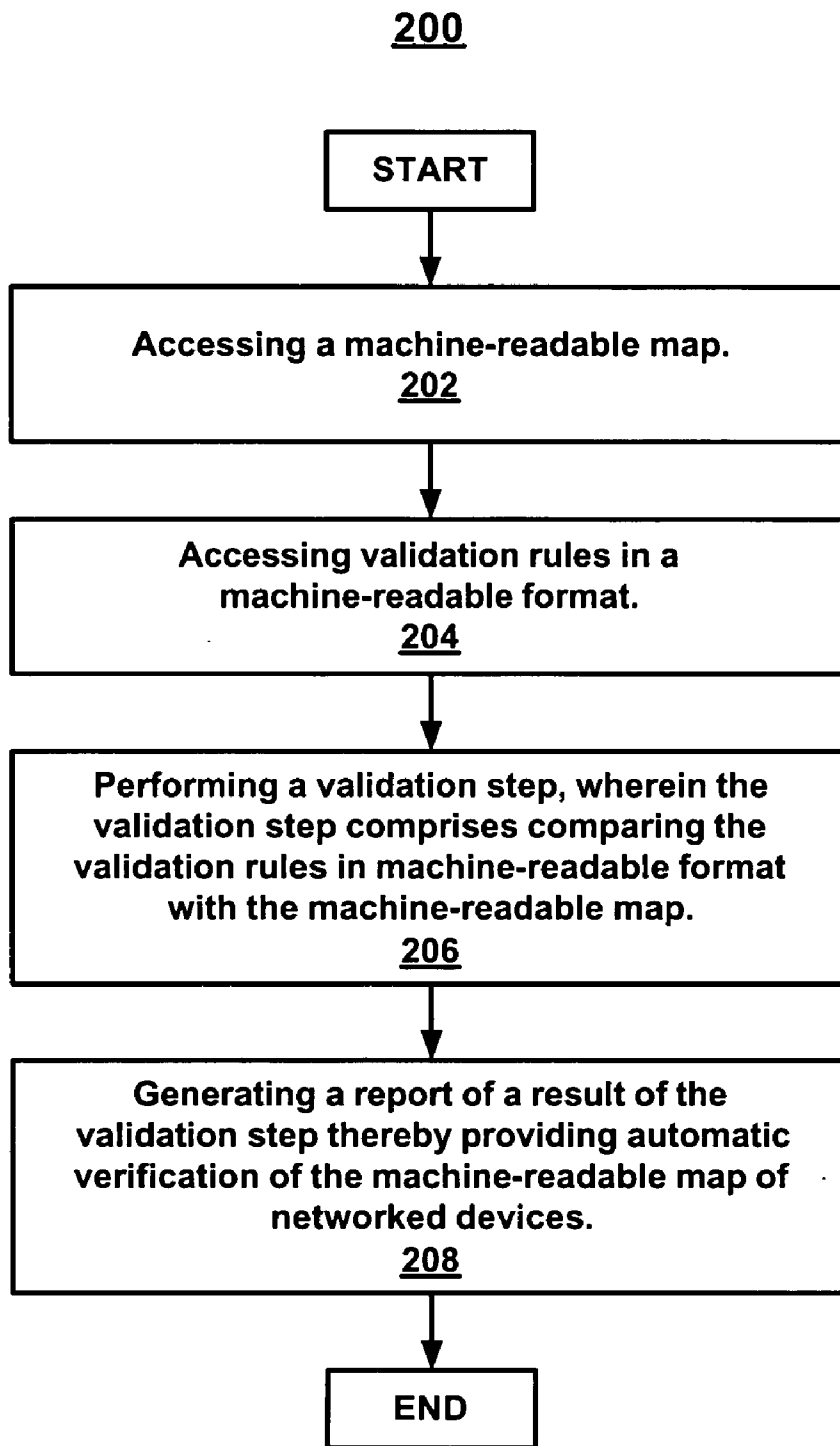 200
START
Accessing a machine-readable map.
202
Accessing validation rules in a
machine-readable format.
204
Performing a validation step, wherein the
validation step comprises comparing the
validation rules in machine-readable format
with the machine-readable map.
206
Generating a report of a result of the
validation step thereby providing automatic
verification of the machine-readable map of
networked devices.
208
END